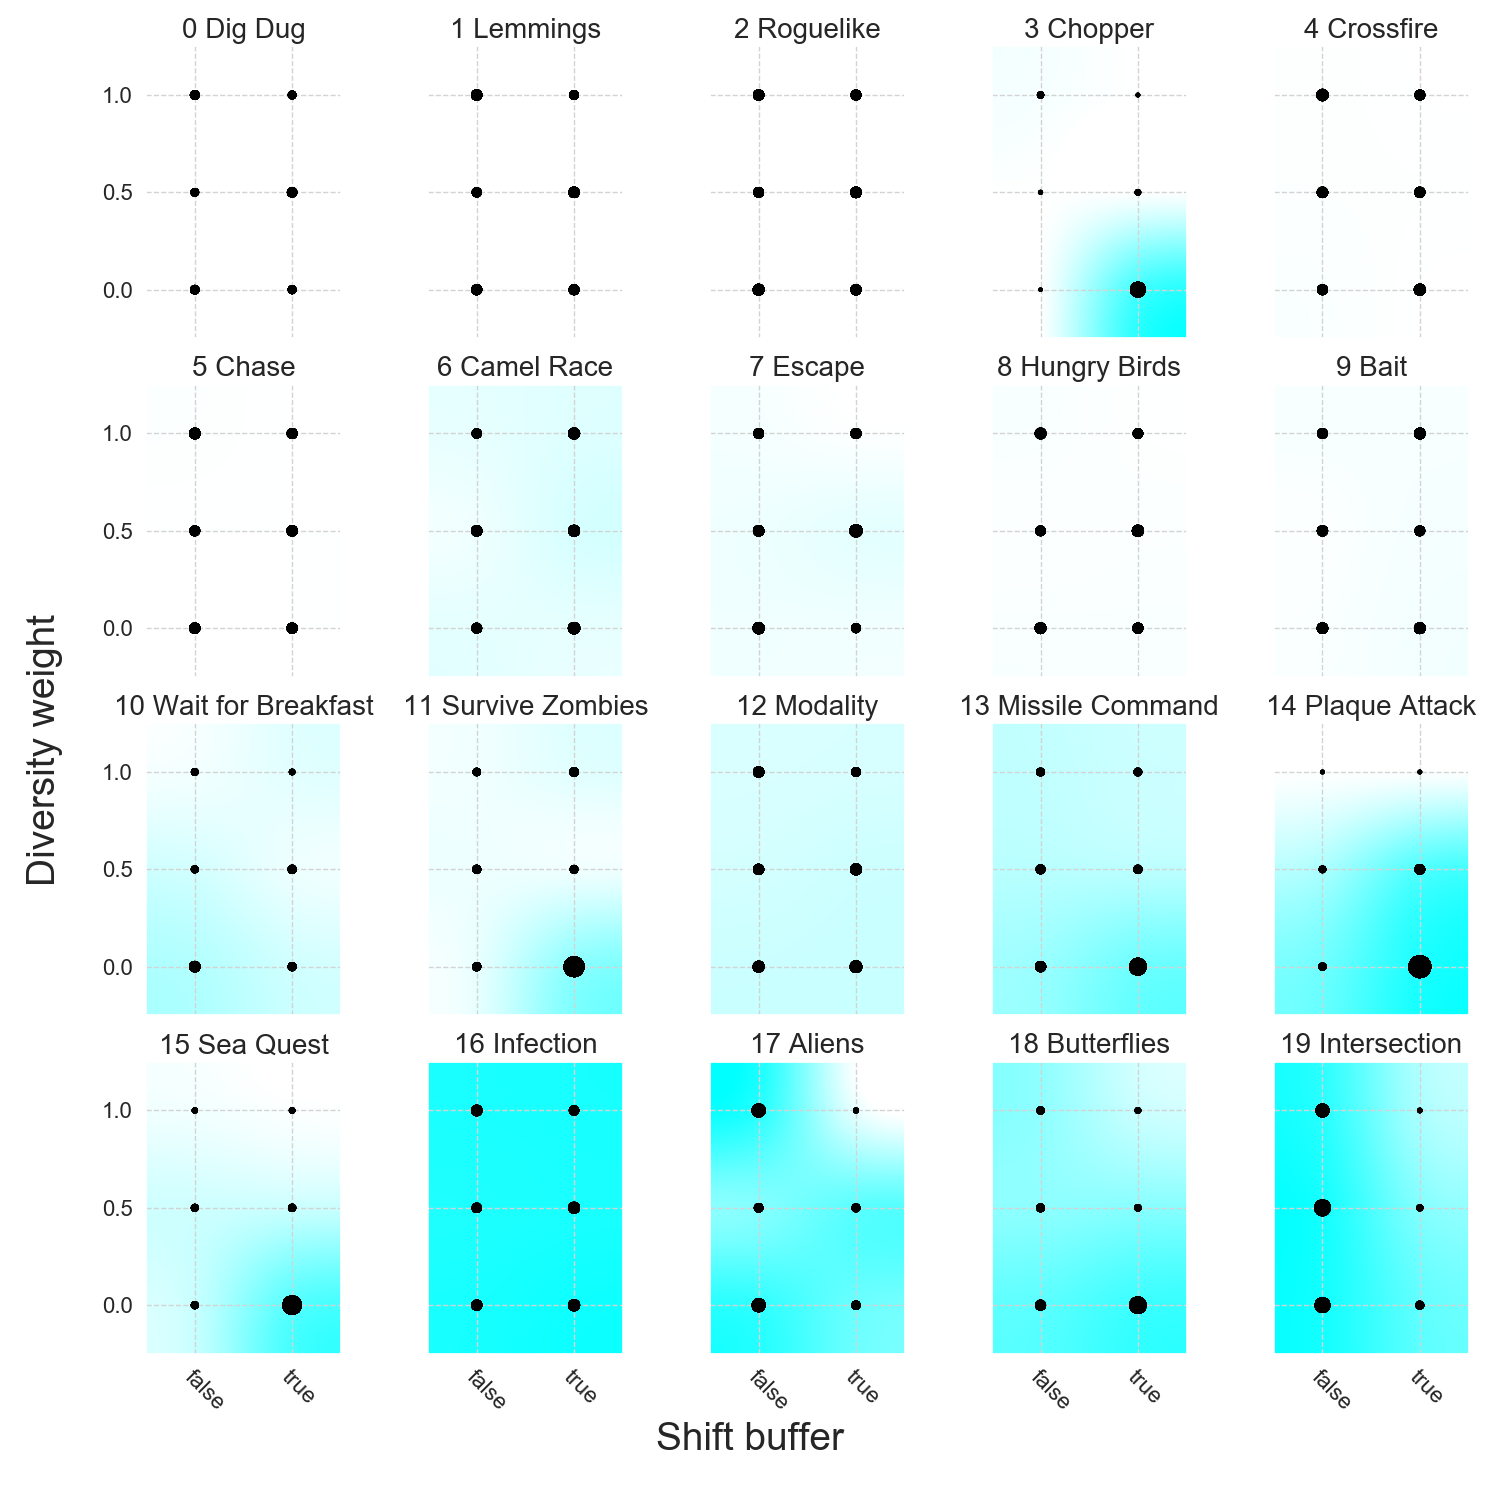 0 Dig Dug
1 Lemmings
2 Roguelike
3 Chopper
4 Crossfire
1.0
0.5
0.0
5 Chase
6 Camel Race
7 Escape
8 Hungry Birds
9 Bait
1.0
0.5
0.0
10 Wait for Breakfast
11 Survive Zombies
12 Modality
13 Missile Command
14 Plaque Attack
1.0
0.5
0.0
15 Sea Quest
16 Infection
17 Aliens
18 Butterflies
19 Intersection
1.0
0.5
0.0
false
true
false
true
false
true
false
true
false
true
Diversity weight
Shift buffer